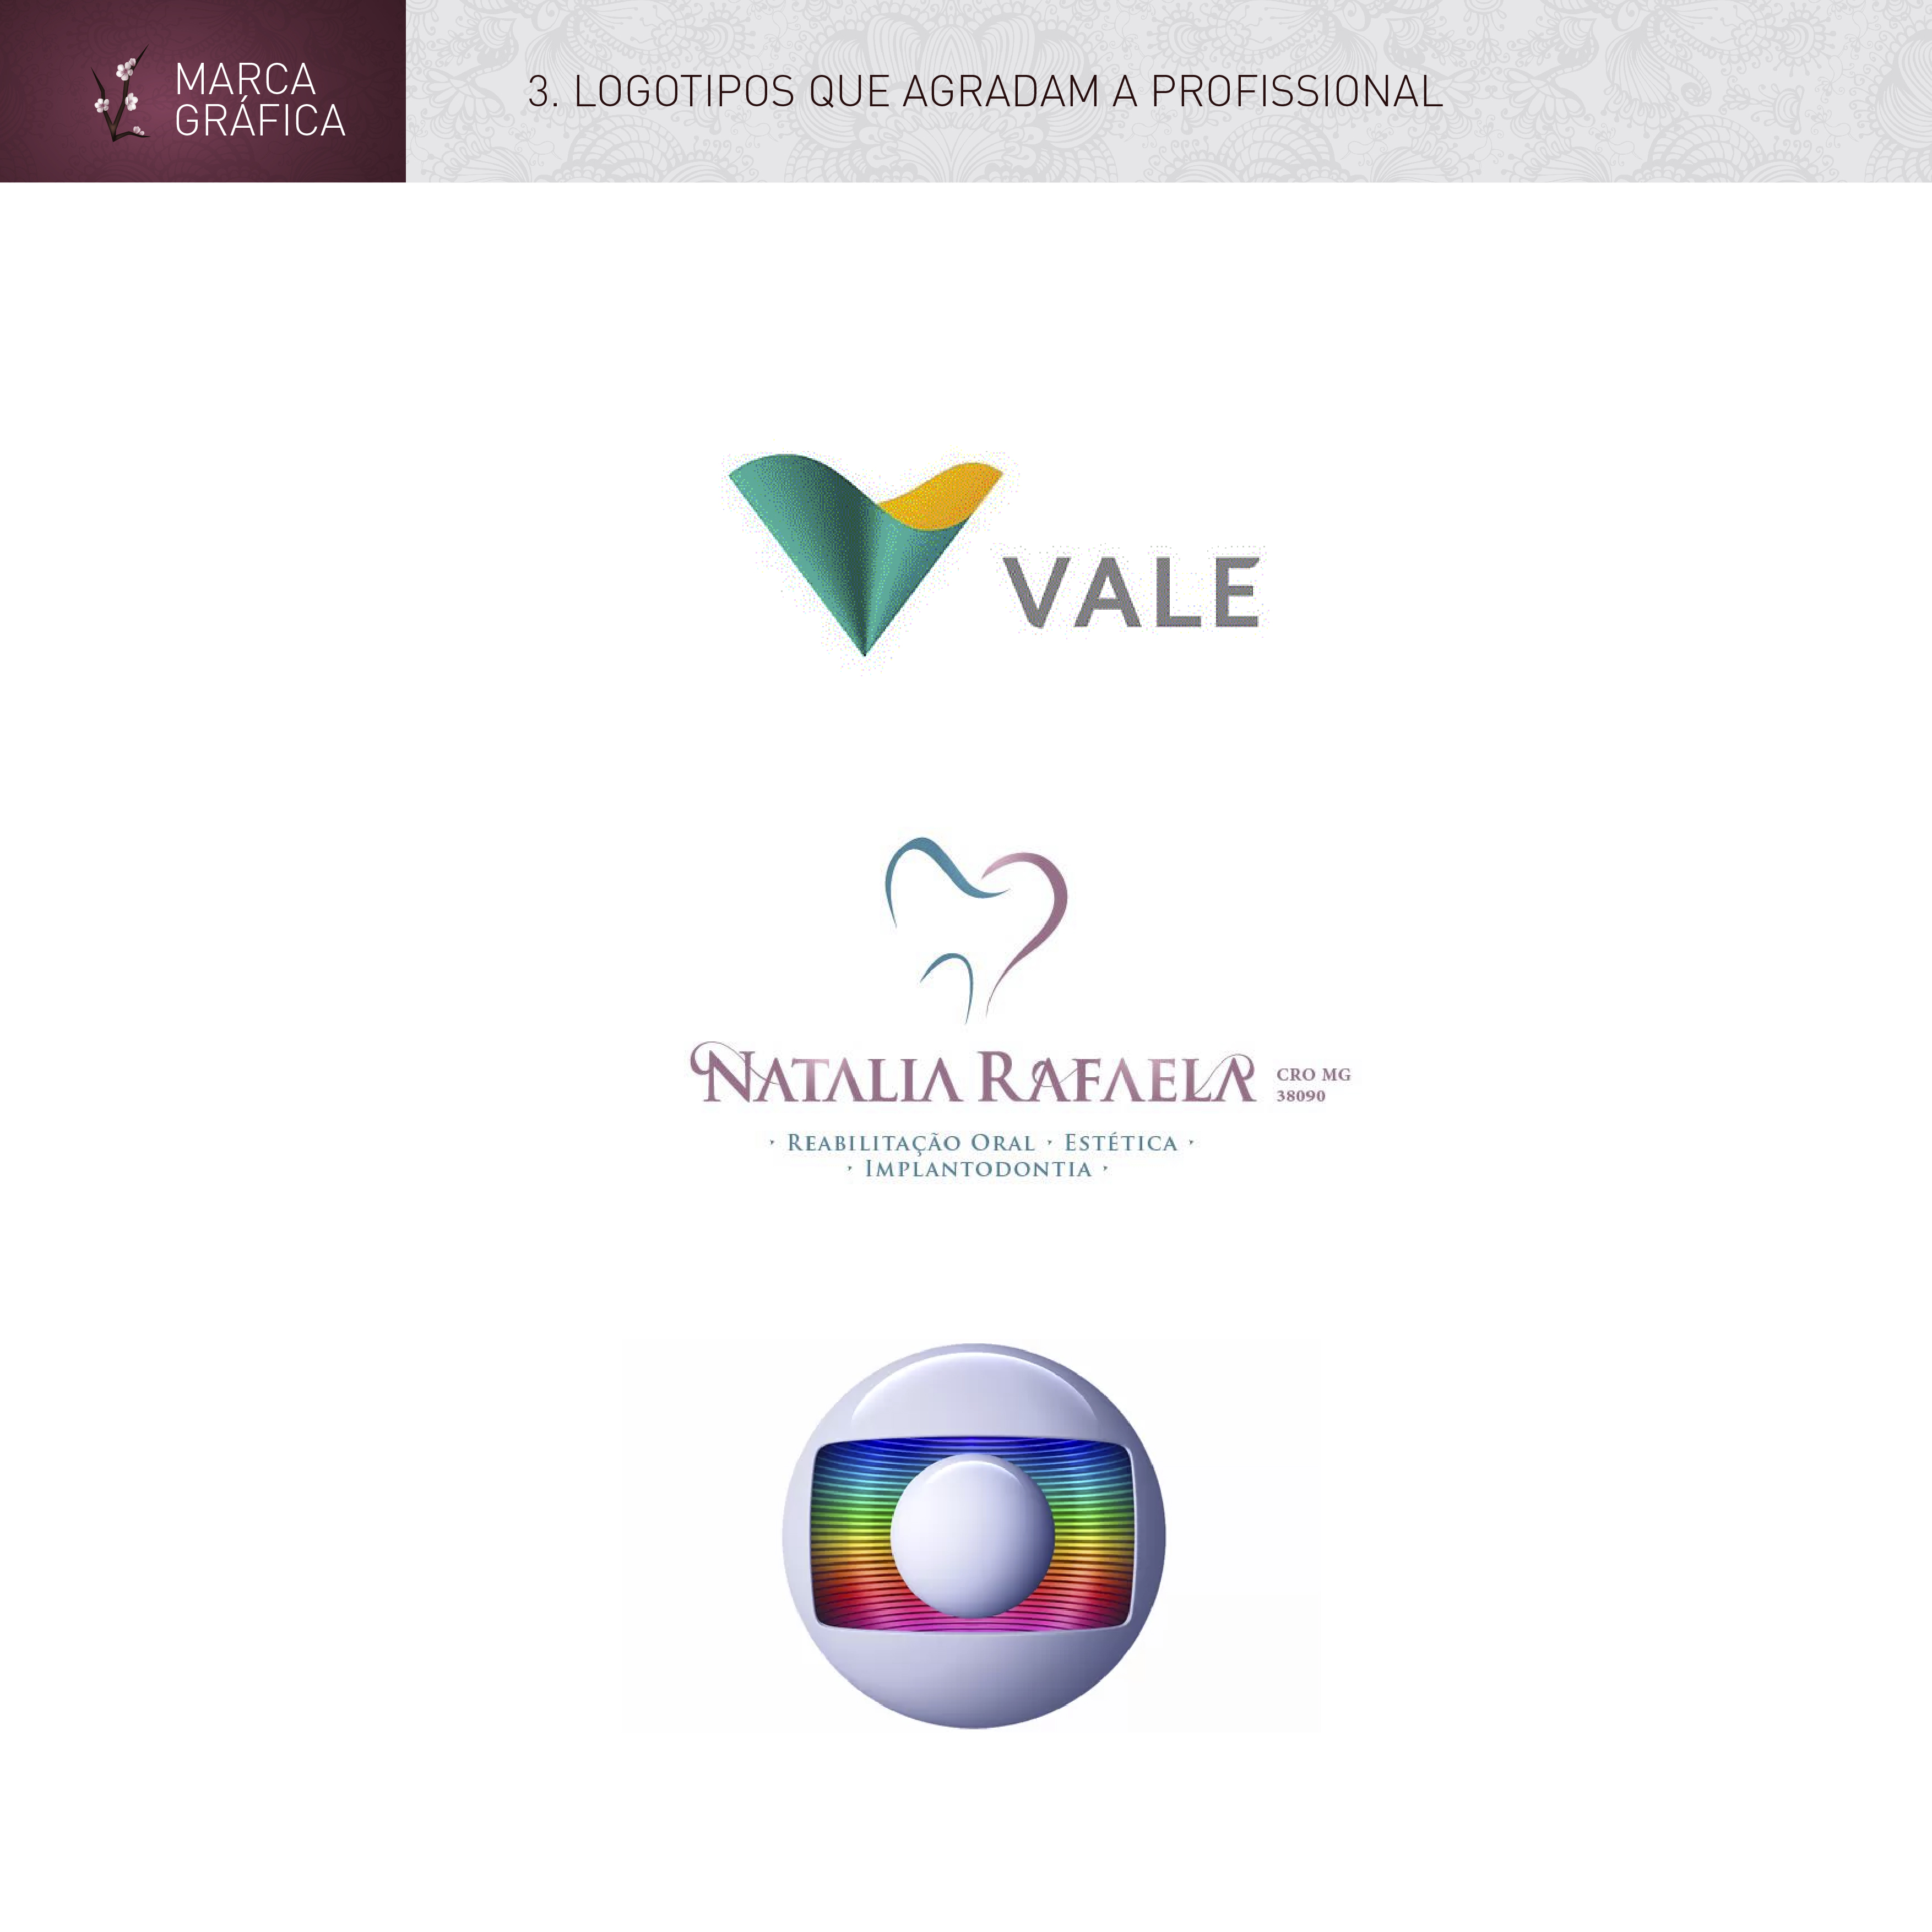 MARCA
GRÁFICA
3. LOGOTIPOS QUE AGRADAM A PROFISSIONAL
VALE
NATALIA RAFAELA
CRO MG
38090
· REABILITAÇÃO ORAL · ESTÉTICA ·
· IMPLANTODONTIA ·